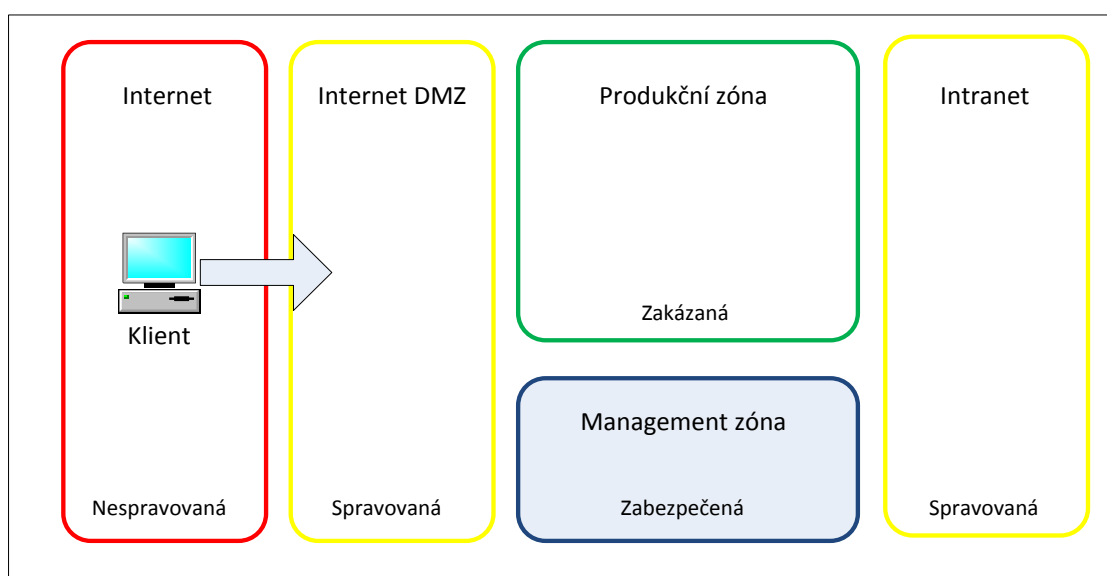 Internet
Internet DMZ
Produkční zóna
Intranet
Klient
Zakázaná
Management zóna
Nespravovaná
Spravovaná
Zabezpečená
Spravovaná